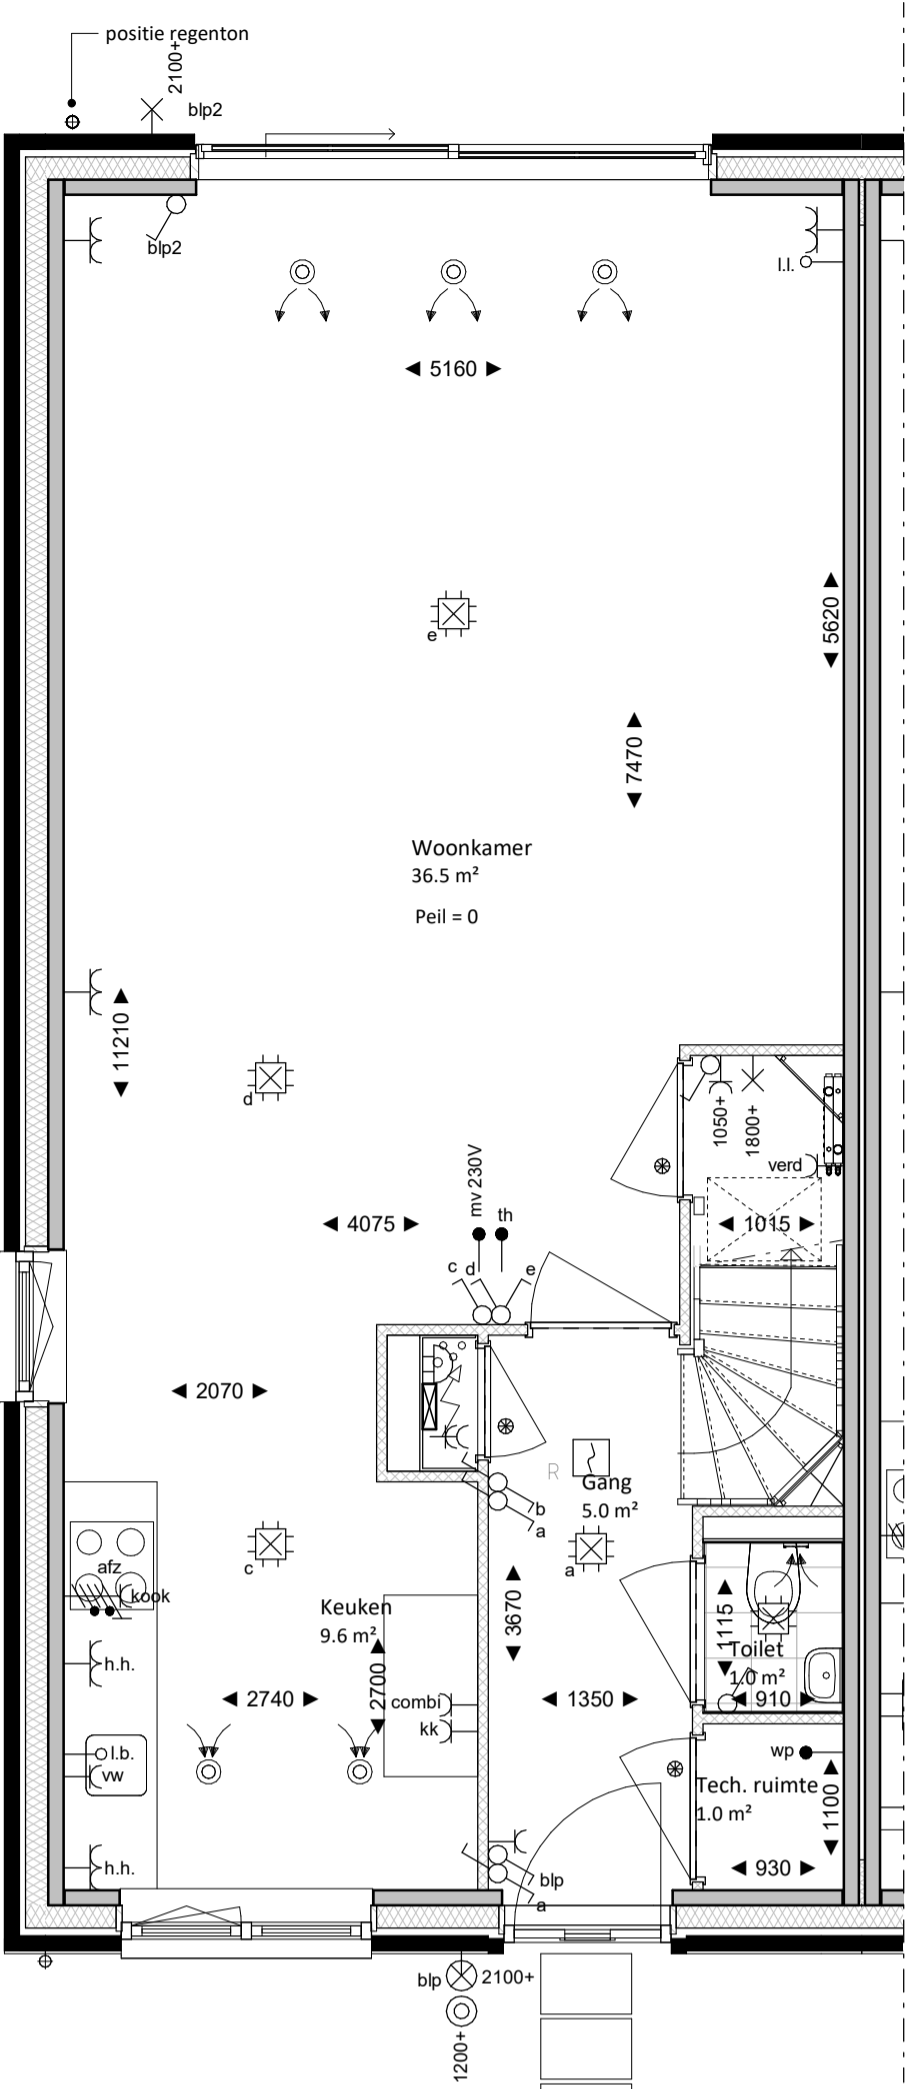 positie regenton
2100+
blp2
blp2
l.l.
5160
e
5620
7470
Woonkamer
36.5 m²
Peil = 0
11210
d
1050+
1800+
verd
mv 230V
th
4075
1015
c
d
e
2070
R
Gang
5.0 m²
b
a
a
c
afz
kook
Keuken
9.6 m²
3670
1115
Toilet
1.0 m²
h.h.
2740
2700
combi
kk
1350
910
l.b.
vw
wp
Tech. ruimte
1.0 m²
1100
h.h.
930
blp
a
blp
2100+
1200+